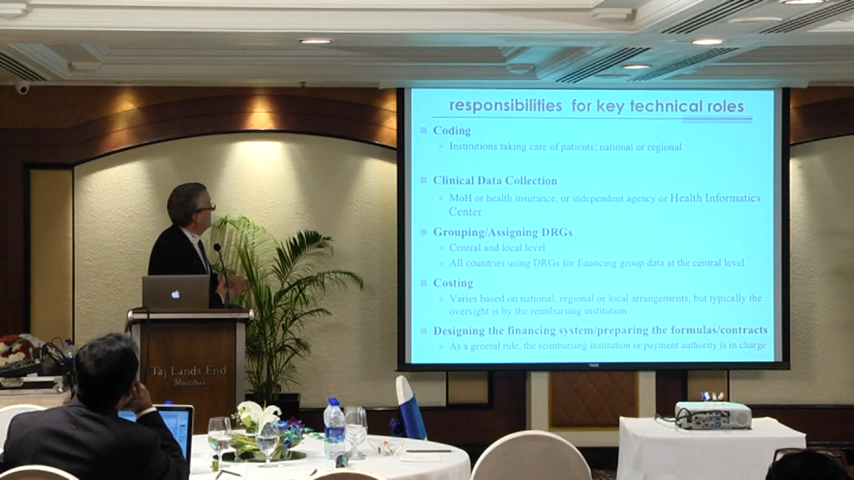 responsibilities for key technical roles
Coding
Institutions taking care of patients; national or regional
Clinical Data Collection
MoH or health insurance, or independent agency or Health Informatics
Center
Grouping/Assigning DRGs
Central and local level
All countries using DRGs for financing group data at the central level
Costing
Varies based on national, regional or local arrangements, but typically the
oversight is by the reimbursing institution
Designing the financing system/preparing the formulas/contracts
As a general rule, the reimbursing institution or payment authority is in charge
Taj Lands End
Mumbai